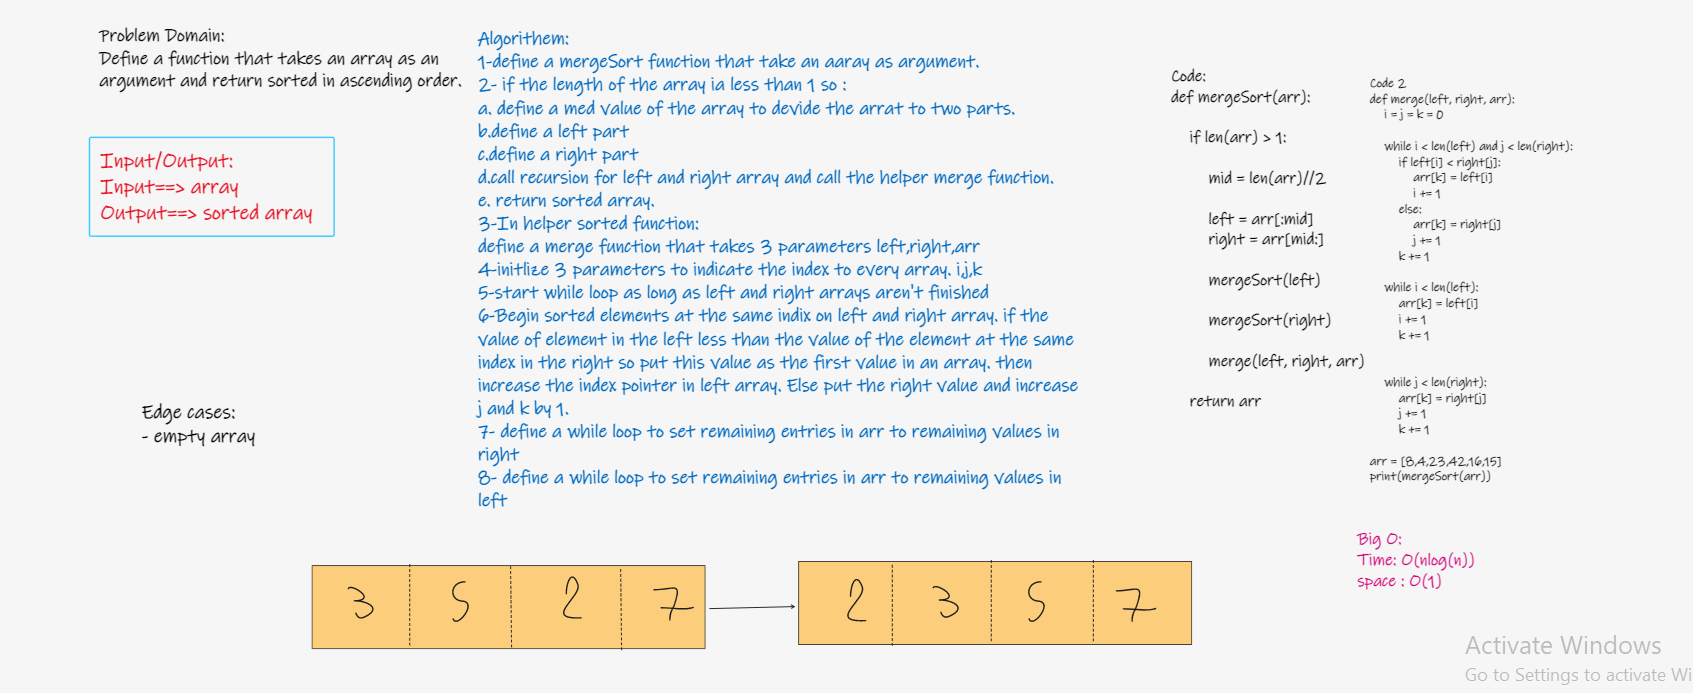 Problem Domain:
Define a function that takes an array as an
argument and return sorted in ascending order.
Input/Output:
Input==> array
Output==> sorted array
Edge cases:
- empty array
Algorithem:
1-define a mergeSort function that take an aaray as argument.
2- if the length of the array ia less than 1 so :
a. define a med value of the array to devide the arrat to two parts.
b.define a left part
c.define a right part
d.call recursion for left and right array and call the helper merge function.
e. return sorted array.
3-In helper sorted function:
define a merge function that takes 3 parameters left,right,arr
4-initlize 3 parameters to indicate the index to every array. i,j,k
5-start while loop as long as left and right arrays aren't finished
6-Begin sorted elements at the same indix on left and right array. if the
value of element in the left less than the value of the element at the same
index in the right so put this value as the first value in an array. then
increase the index pointer in left array. Else put the right value and increase
j and k by 1.
7- define a while loop to set remaining entries in arr to remaining values in
right
8- define a while loop to set remaining entries in arr to remaining values in
left
Code:
def mergeSort(arr):
if len(arr) > 1:
mid = len(arr)//2
left = arr[:mid]
right = arr[mid:]
mergeSort(left)
mergeSort(right)
merge(left, right, arr)
return arr
Code 2
def merge(left, right, arr):
i = j = k = 0
while i < len(left) and j < len(right):
if left[i] < right[j]:
arr[k] = left[i]
i += 1
else:
arr[k] = right[j]
j += 1
k += 1
while i < len(left):
arr[k] = left[i]
i += 1
k += 1
while j < len(right):
arr[k] = right[j]
j += 1
k += 1
arr = [8,4,23,42,16,15]
print(mergeSort(arr))
Big O:
Time: O(nlog(n))
space : O(1)
3 5 2 7
2 3 5 7
Activate Windows
Go to Settings to activate Wi